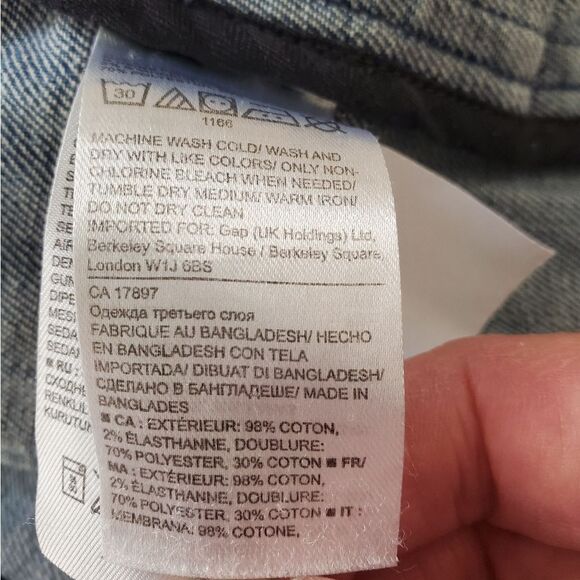 30
1166
MACHINE WASH COLD/ WASH AND
DRY WITH LIKE COLORS/ ONLY NON-
CHLORINE BLEACH WHEN NEEDED/
TUMBLE DRY MEDIUM/ WARM IRON/
DO NOT DRY CLEAN
IMPORTED FOR: Gap (UK Holdings) Ltd,
Berkeley Square House / Berkeley Square,
London W1J 6BS
CA 17897
Одежда третьего слоя
FABRIQUE AU BANGLADESH/ HECHO
EN BANGLADESH CON TELA
IMPORTADA/ DIBUAT DI BANGLADESH/
СДЕЛАНО В БАНГЛАДЕШЕ/ MADE IN
BANGLADES
CA : EXTÉRIEUR: 98% COTON,
2% ÉLASTHANNE, DOUBLURE:
70% POLYESTER, 30% COTON FR/
MA : EXTÉRIEUR: 98% COTON,
2% ÉLASTHANNE, DOUBLURE:
70% POLYESTER, 30% COTON IT :
MEMBRANA: 98% COTONE,